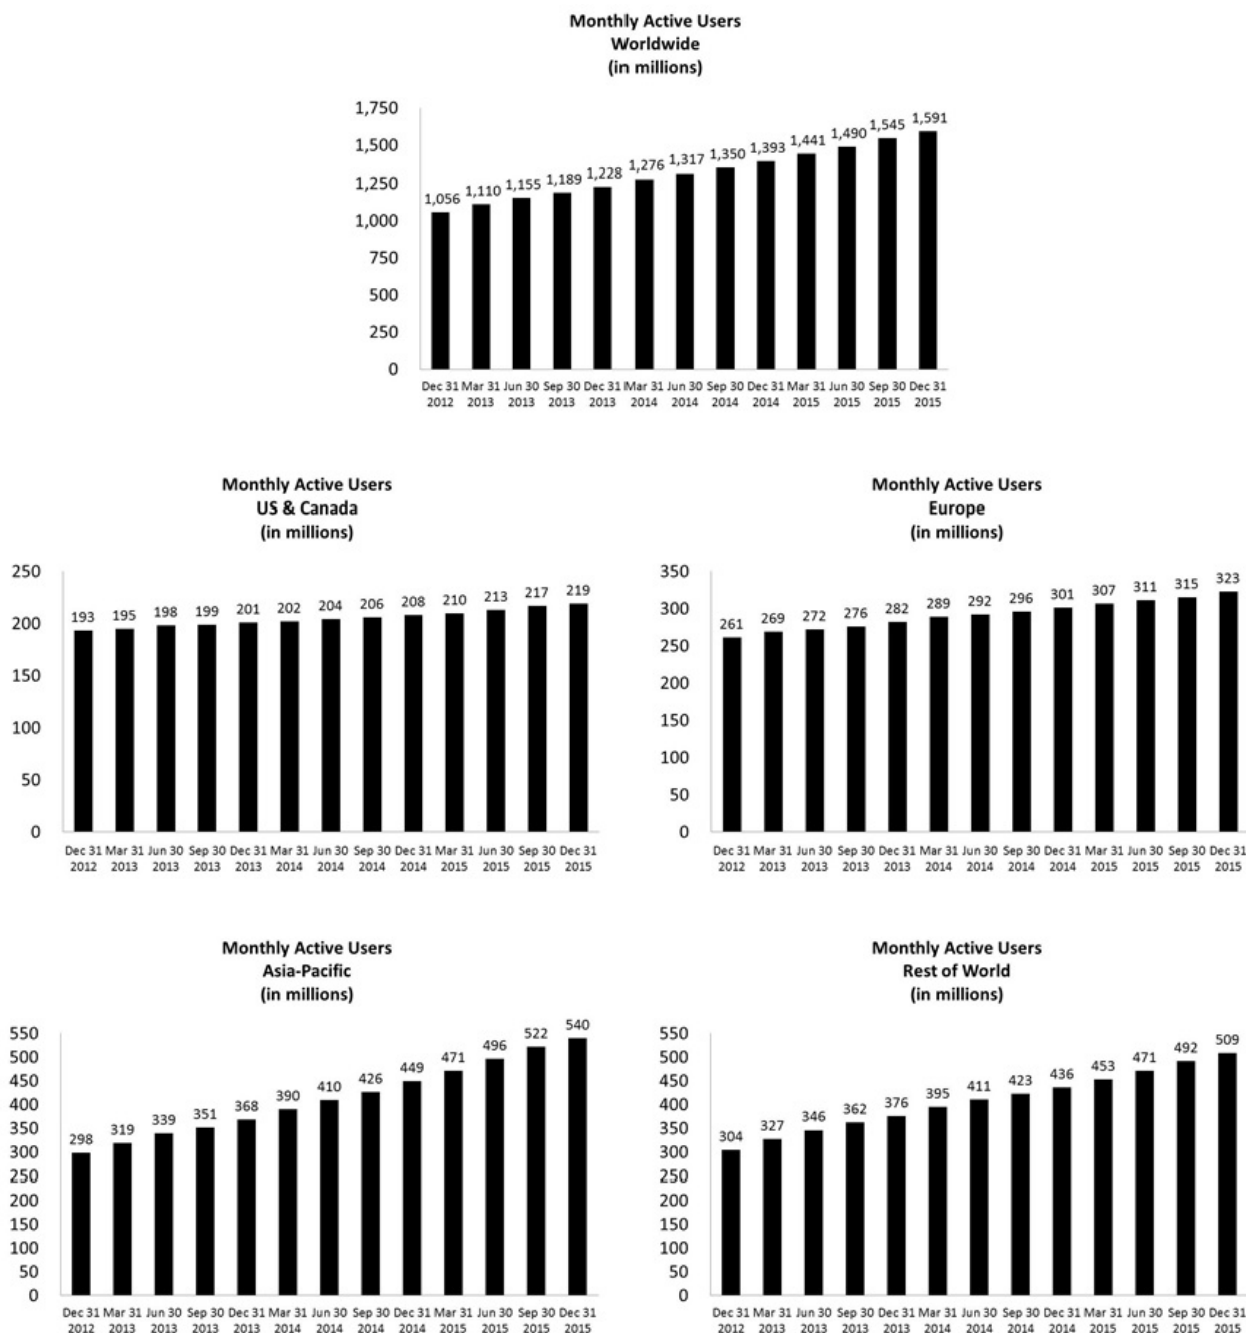 Monthly Active Users
Worldwide
(in millions)
1,750
1,500
1,250
1,000
750
500
250
0
1,056 1,110 1,155 1,189 1,228 1,276 1,317 1,350 1,393 1,441 1,490 1,545 1,591
Dec 31 Mar 31 Jun 30 Sep 30 Dec 31 Mar 31 Jun 30 Sep 30 Dec 31 Mar 31 Jun 30 Sep 30 Dec 31
2012 2013 2013 2013 2013 2014 2014 2014 2014 2015 2015 2015 2015
Monthly Active Users
US & Canada
(in millions)
250
200
150
100
50
0
193 195 198 199 201 202 204 206 208 210 213 217 219
Dec 31 Mar 31 Jun 30 Sep 30 Dec 31 Mar 31 Jun 30 Sep 30 Dec 31 Mar 31 Jun 30 Sep 30 Dec 31
2012 2013 2013 2013 2013 2014 2014 2014 2014 2015 2015 2015 2015
Monthly Active Users
Europe
(in millions)
350
300
250
200
150
100
50
0
261 269 272 276 282 289 292 296 301 307 311 315 323
Dec 31 Mar 31 Jun 30 Sep 30 Dec 31 Mar 31 Jun 30 Sep 30 Dec 31 Mar 31 Jun 30 Sep 30 Dec 31
2012 2013 2013 2013 2013 2014 2014 2014 2014 2015 2015 2015 2015
Monthly Active Users
Asia-Pacific
(in millions)
550
500
450
400
350
300
250
200
150
100
50
0
298 319 339 351 368 390 410 426 449 471 496 522 540
Dec 31 Mar 31 Jun 30 Sep 30 Dec 31 Mar 31 Jun 30 Sep 30 Dec 31 Mar 31 Jun 30 Sep 30 Dec 31
2012 2013 2013 2013 2013 2014 2014 2014 2014 2015 2015 2015 2015
Monthly Active Users
Rest of World
(in millions)
550
500
450
400
350
300
250
200
150
100
50
0
304 327 346 362 376 395 411 423 436 453 471 492 509
Dec 31 Mar 31 Jun 30 Sep 30 Dec 31 Mar 31 Jun 30 Sep 30 Dec 31 Mar 31 Jun 30 Sep 30 Dec 31
2012 2013 2013 2013 2013 2014 2014 2014 2014 2015 2015 2015 2015